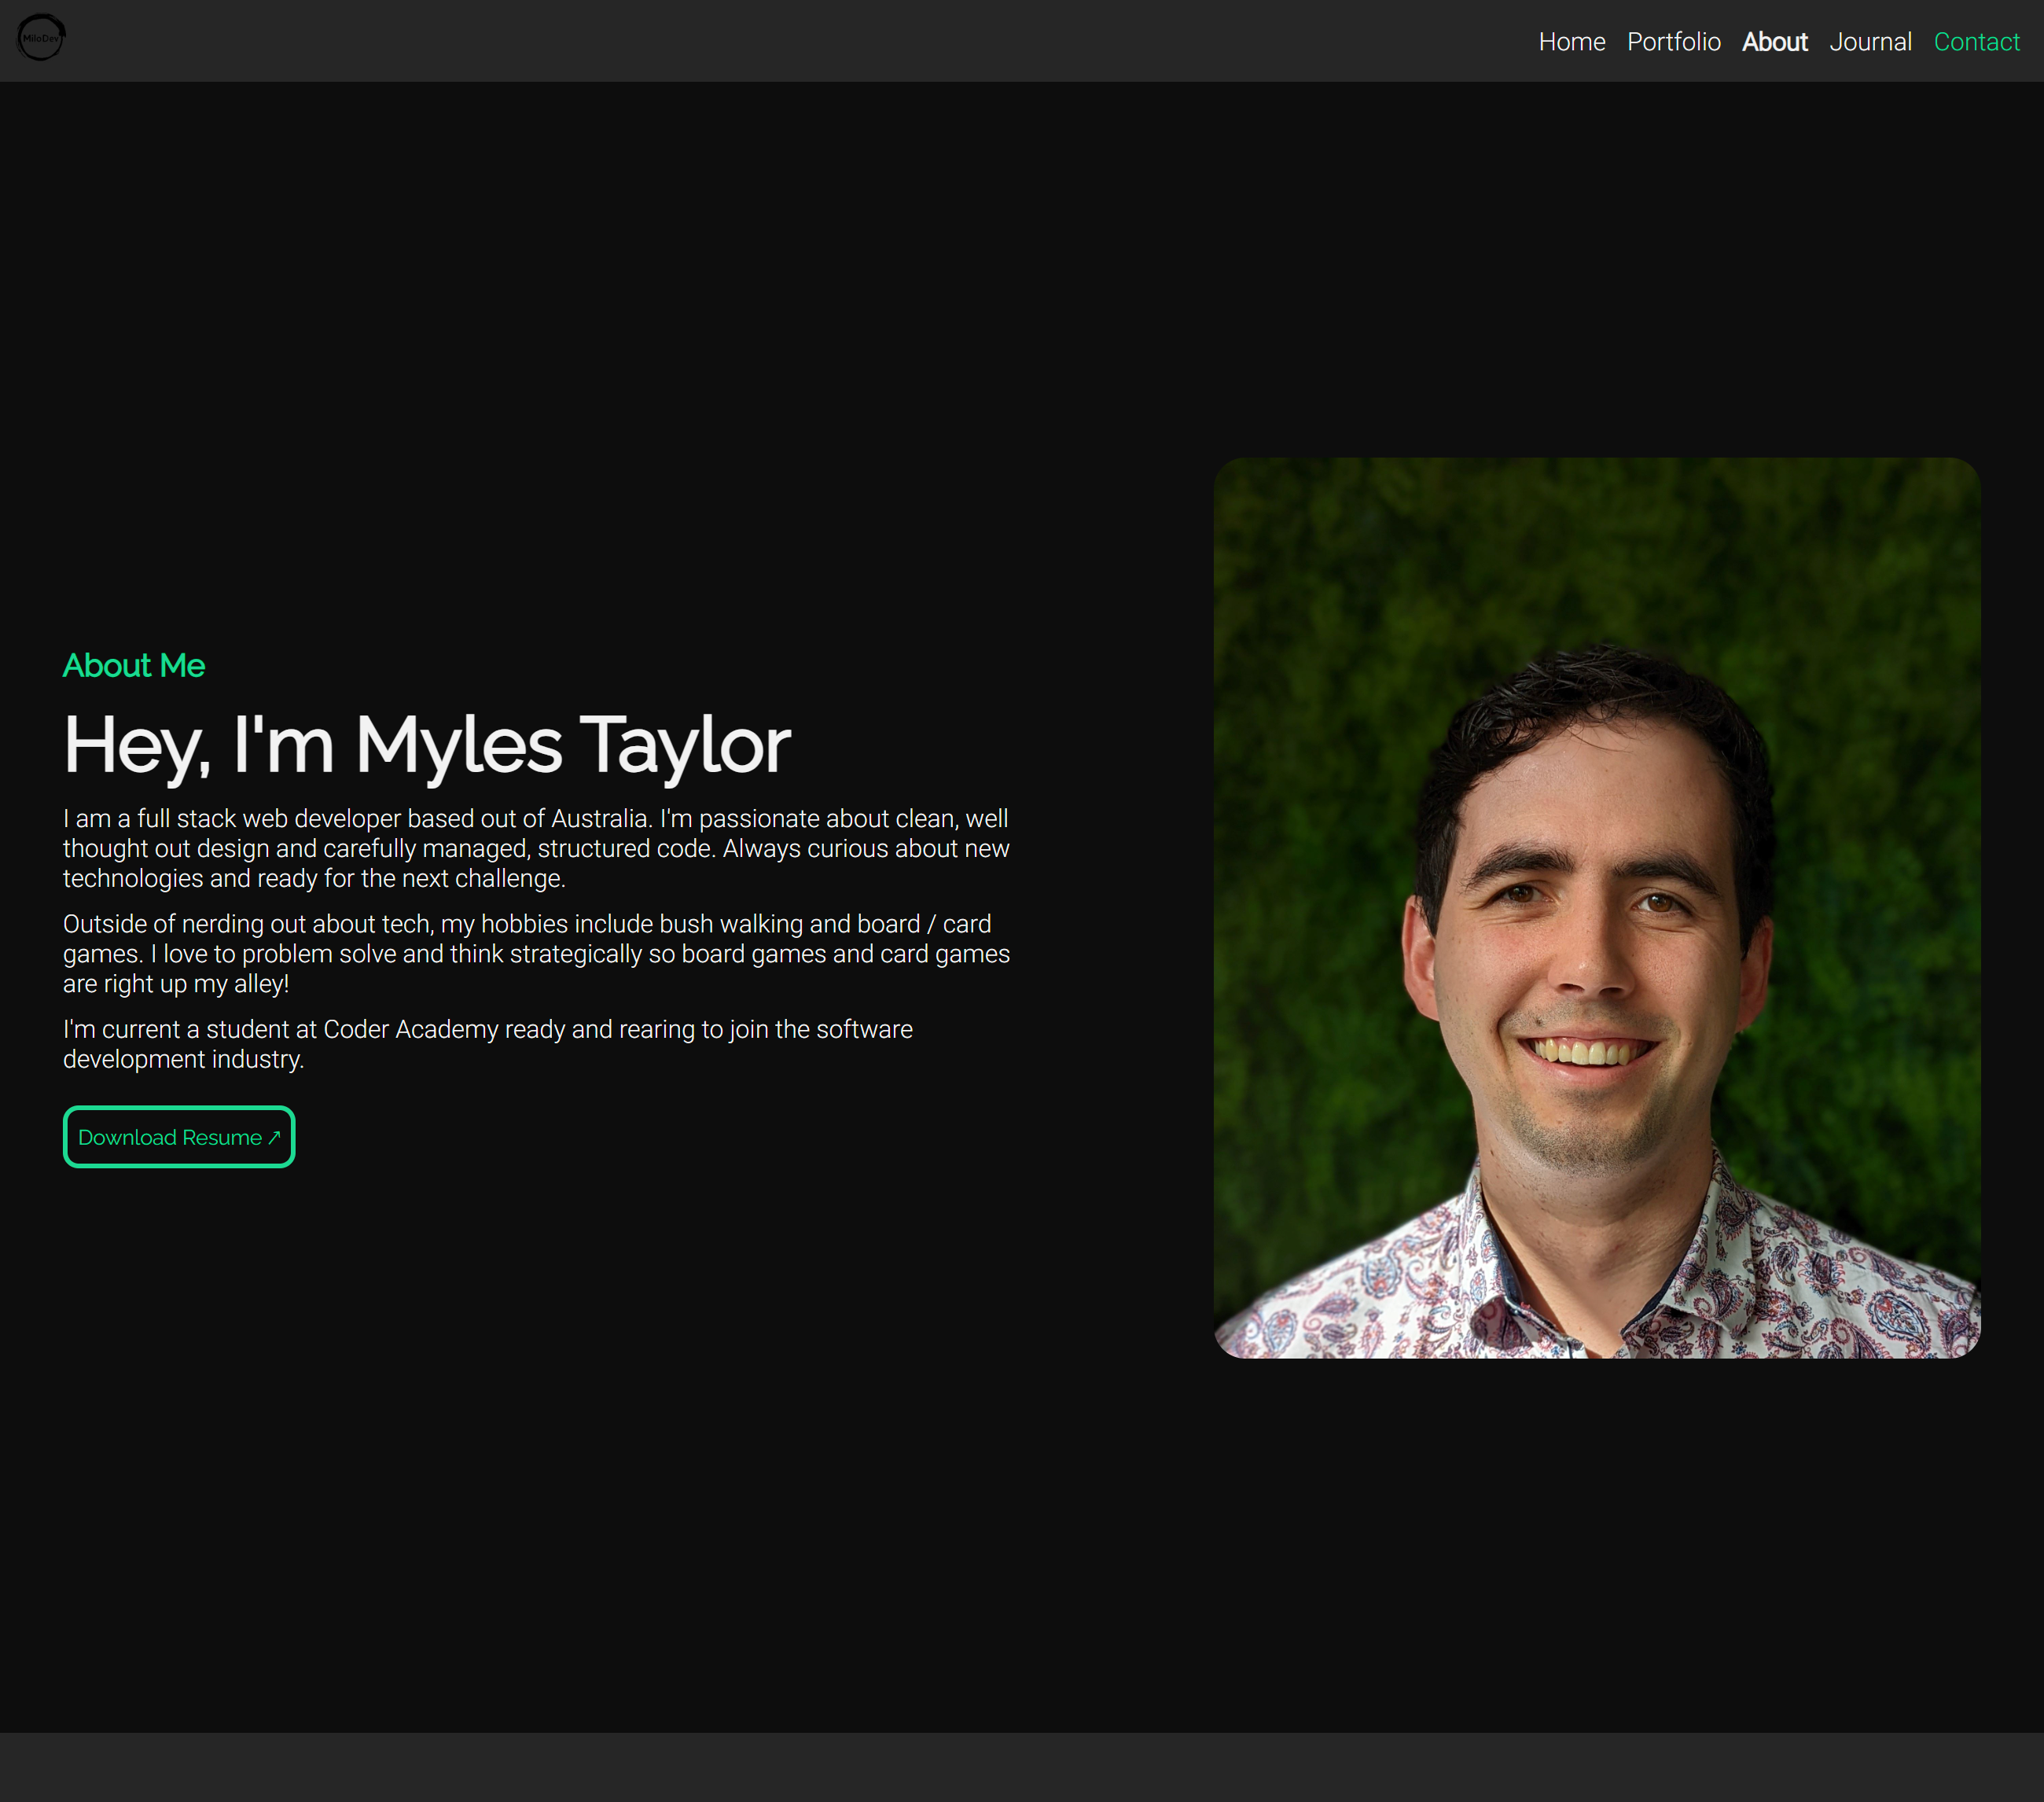 MiloDev
Home Portfolio About Journal Contact
About Me
Hey, I'm Myles Taylor
I am a full stack web developer based out of Australia. I'm passionate about clean, well
thought out design and carefully managed, structured code. Always curious about new
technologies and ready for the next challenge.
Outside of nerding out about tech, my hobbies include bush walking and board / card
games. I love to problem solve and think strategically so board games and card games
are right up my alley!
I'm current a student at Coder Academy ready and rearing to join the software
development industry.
Download Resume ↗